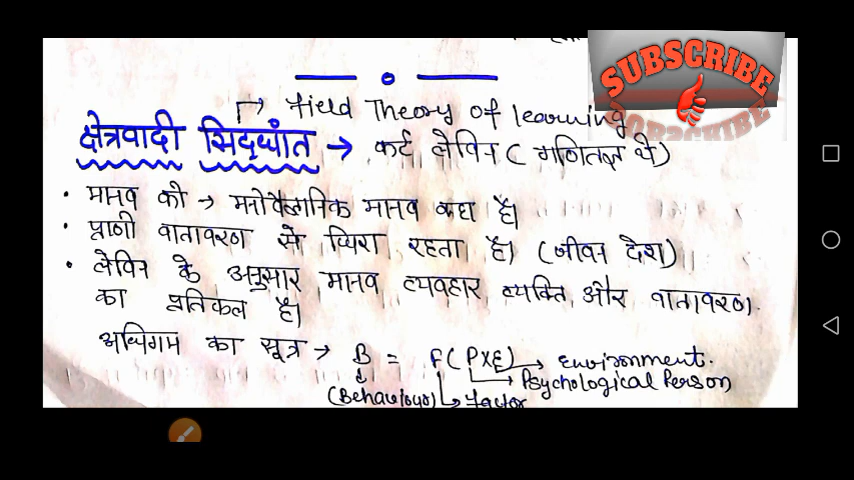 SUBSCRIBE
Field Theory of learning
क्षेत्रवादी सिद्धांत → कर्ट लेविन ( गणितज्ञ थे)
• मानव को → मनोवैज्ञानिक मानव कहा है।
• प्राणी वातावरण से घिरा रहता है। (जीवन देश)
• लेविन के अनुसार मानव व्यवहार, व्यक्ति, और वातावरण.
का प्रतिफल है।
अधिगम का सूत्र → B = F( PXE) → Environment.
→ Psychological Person
(Behaviour) → factor